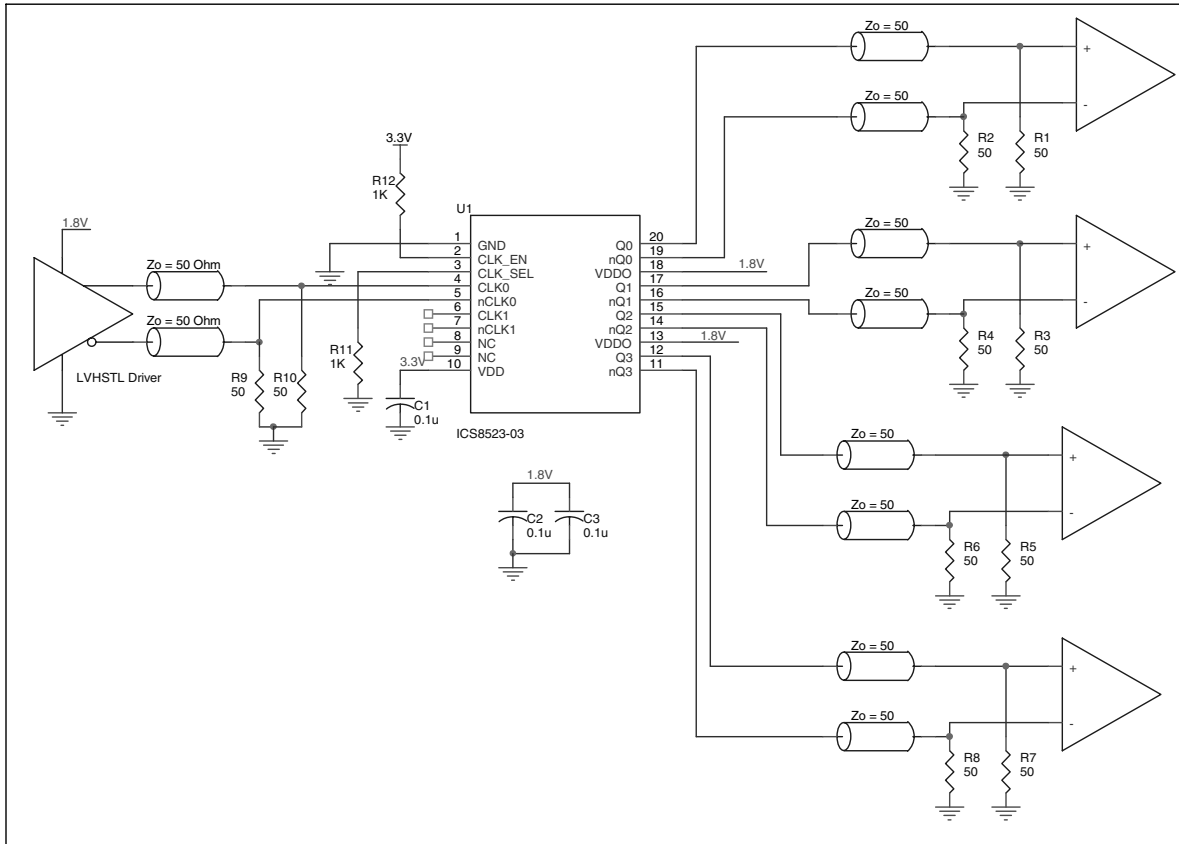 Zo = 50
+
Zo = 50
-
R2
50
R1
50
3.3V
R12
1K
U1
1.8V
Zo = 50 Ohm
Zo = 50 Ohm
LVHSTL Driver
R9
50
R10
50
R11
1K
3.3V
C1
0.1u
1 GND
2 CLK_EN
3 CLK_SEL
4 CLK0
5 nCLK0
6 CLK1
7 nCLK1
8 NC
9 NC
10 VDD
Q0 20
nQ0 19
VDDO 18
Q1 17
nQ1 16
Q2 15
nQ2 14
VDDO 13
Q3 12
nQ3 11
ICS8523-03
1.8V
1.8V
Zo = 50
+
Zo = 50
-
R4
50
R3
50
1.8V
C2
0.1u
C3
0.1u
Zo = 50
+
Zo = 50
-
R6
50
R5
50
Zo = 50
+
Zo = 50
-
R8
50
R7
50